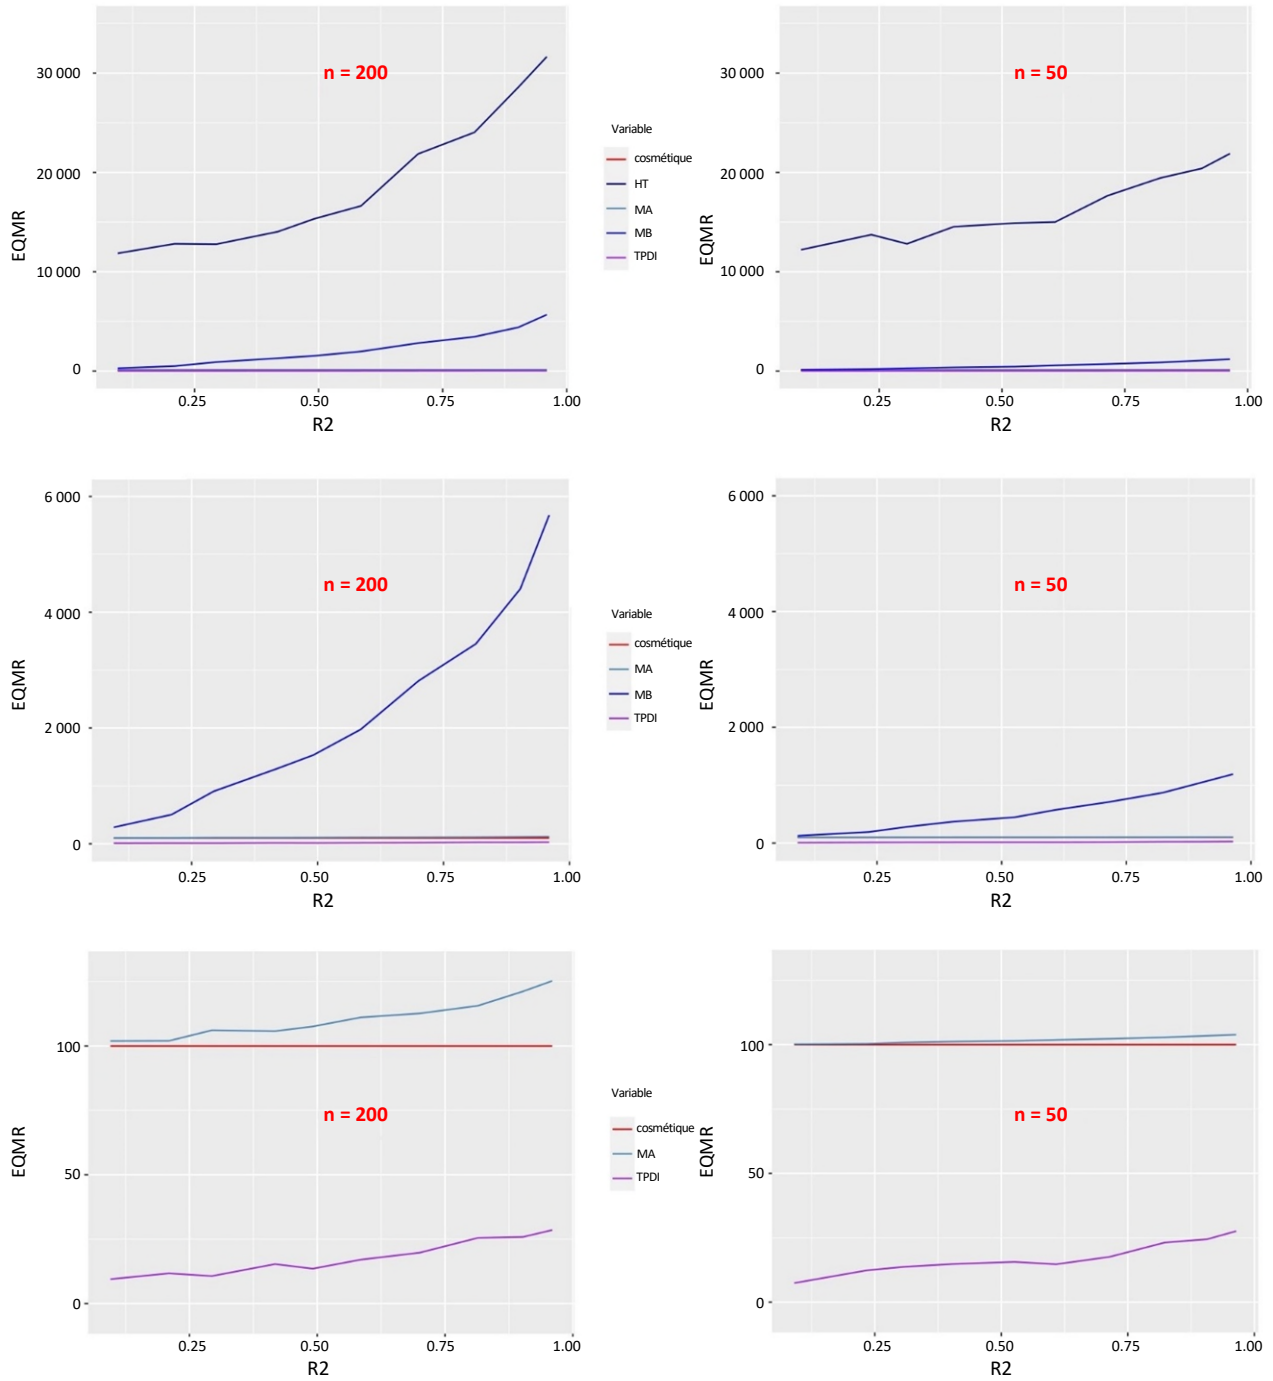 n = 200
30 000
20 000
10 000
0
EQMR
0.25
0.50
0.75
1.00
R2
Variable
cosmétique
HT
MA
MB
TPDI
n = 50
30 000
20 000
10 000
0
EQMR
0.25
0.50
0.75
1.00
R2
n = 200
6 000
4 000
2 000
0
EQMR
0.25
0.50
0.75
1.00
R2
Variable
cosmétique
MA
MB
TPDI
n = 50
6 000
4 000
2 000
0
EQMR
0.25
0.50
0.75
1.00
R2
n = 200
100
50
0
EQMR
0.25
0.50
0.75
1.00
R2
Variable
cosmétique
MA
TPDI
n = 50
100
50
0
EQMR
0.25
0.50
0.75
1.00
R2